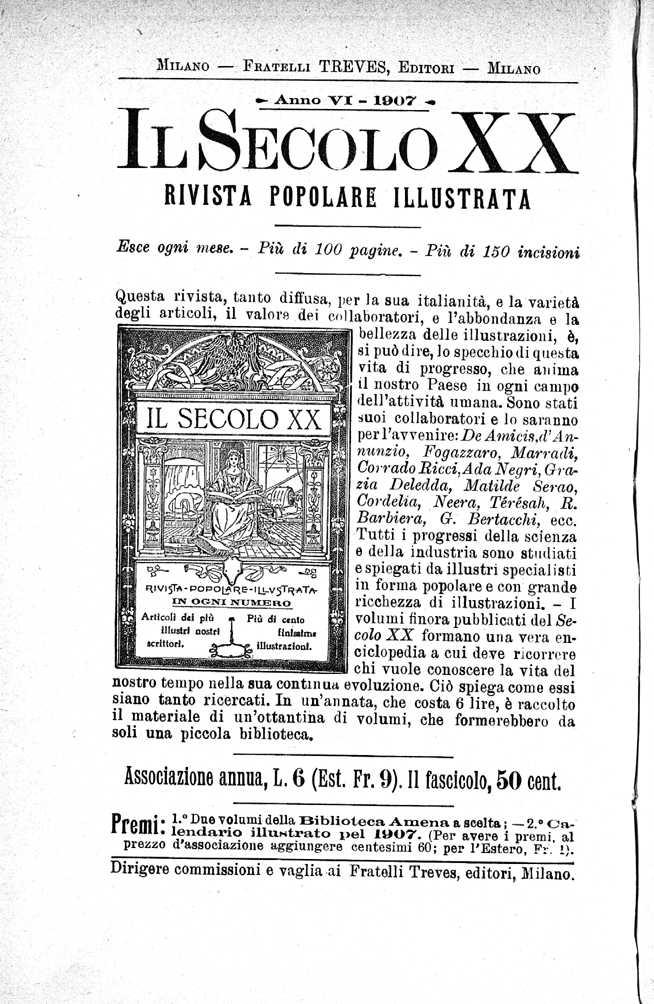 Milano — Fratelli TREVES, Editori — Milano
Anno VI - 1907
Il Secolo XX
RIVISTA POPOLARE ILLUSTRATA
Esce ogni mese. - Più di 100 pagine. - Più di 150 incisioni
Questa rivista, tanto diffusa, per la sua italianità, e la varietà
degli articoli, il valore dei collaboratori, e l'abbondanza e la
bellezza delle illustrazioni, è,
si può dire, lo specchio di questa
vita di progresso, che anima
il nostro Paese in ogni campo
dell'attività umana. Sono stati
suoi collaboratori e lo saranno
per l'avvenire: De Amicis, d'An-
nunzio, Fogazzaro, Marradi,
Corrado Ricci, Ada Negri, Gra-
zia Deledda, Matilde Serao,
Cordelia, Neera, Térésah, R.
Barbiera, G. Bertacchi, ecc.
Tutti i progressi della scienza
e della industria sono studiati
e spiegati da illustri specialisti
in forma popolare e con grande
ricchezza di illustrazioni. - I
volumi finora pubblicati del Se-
colo XX formano una vera en-
ciclopedia a cui deve ricorrere
chi vuole conoscere la vita del
nostro tempo nella sua continua evoluzione. Ciò spiega come essi
siano tanto ricercati. In un'annata, che costa 6 lire, è raccolto
il materiale di un'ottantina di volumi, che formerebbero da
soli una piccola biblioteca.
IL SECOLO XX
RIVISTA-POPOLARE-ILLVSTRATA
IN OGNI NUMERO
Articoli dei più
illustri nostri
scrittori.
Più di cento
finissime
illustrazioni.
Associazione annua, L. 6 (Est. Fr. 9). Il fascicolo, 50 cent.
Premi: 1.° Due volumi della Biblioteca Amena a scelta; — 2.° Ca-
lendario illustrato pel 1907. (Per avere i premi, al
prezzo d'associazione aggiungere centesimi 60; per l'Estero, Fr. 1).
Dirigere commissioni e vaglia ai Fratelli Treves, editori, Milano.